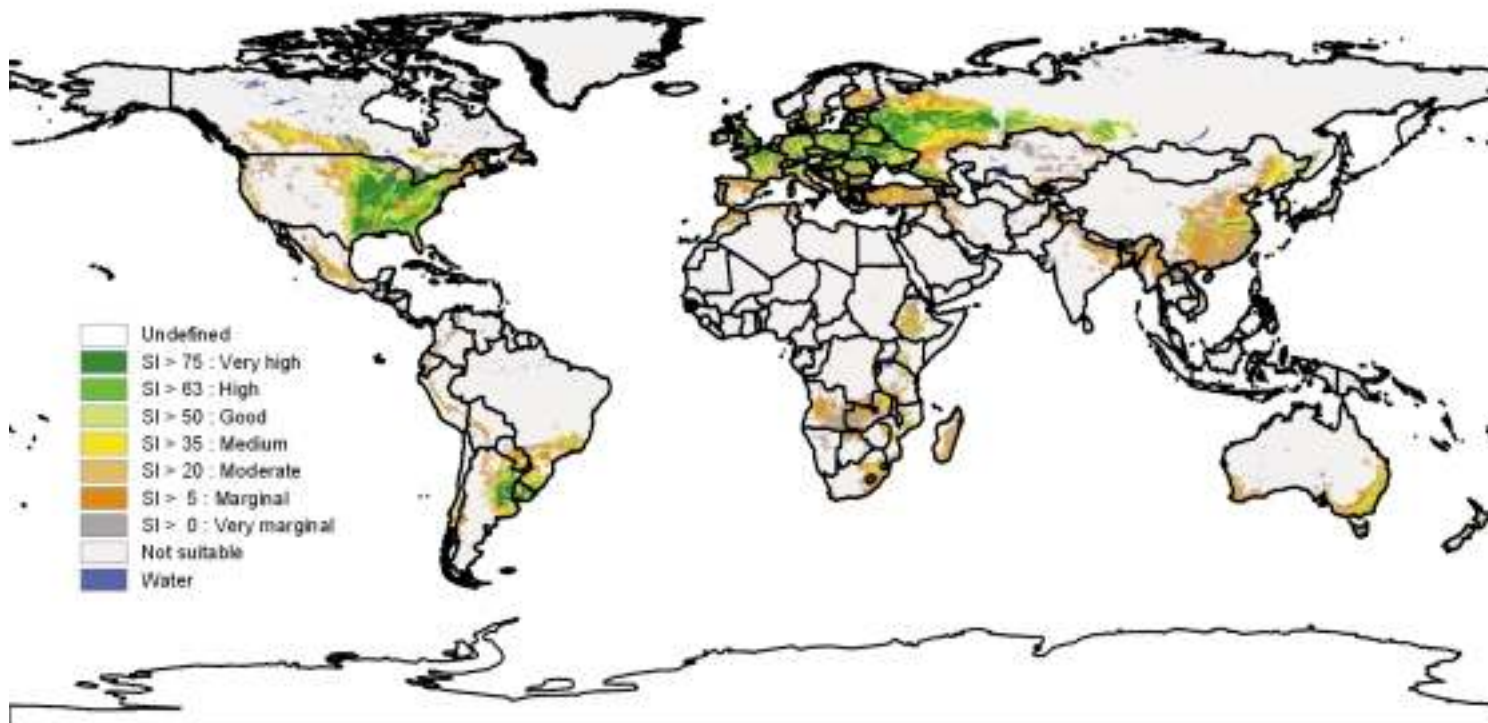 Undefined
SI > 75 : Very high
SI > 63 : High
SI > 50 : Good
SI > 35 : Medium
SI > 20 : Moderate
SI > 5 : Marginal
SI > 0 : Very marginal
Not suitable
Water